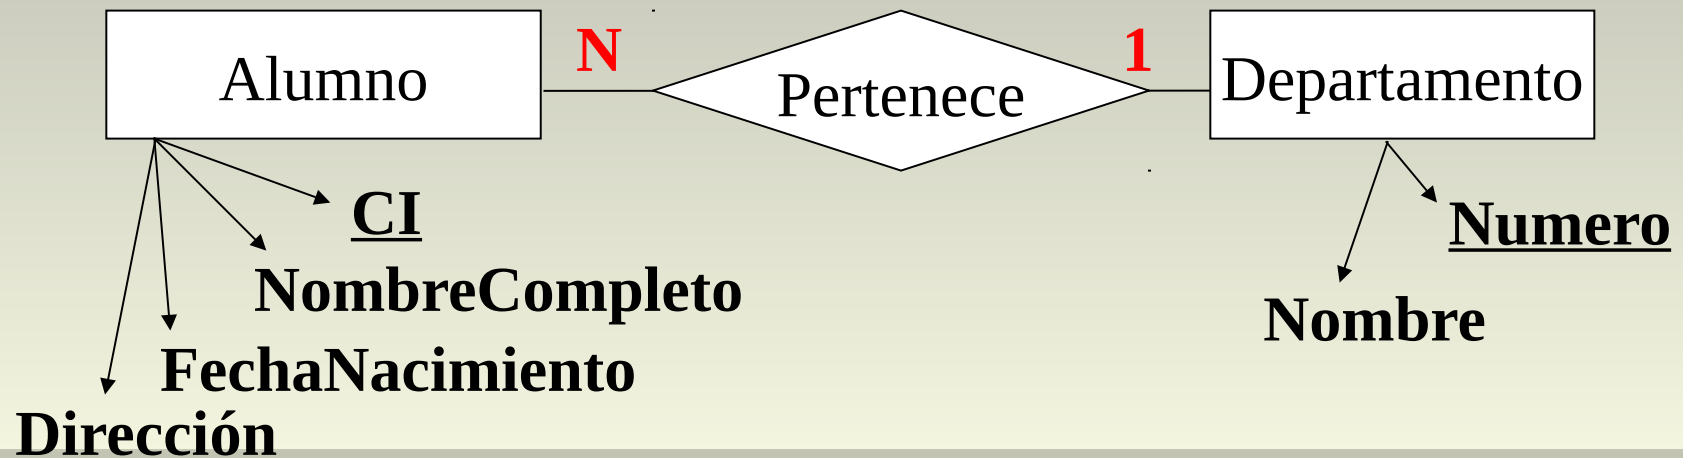 Alumno
N
Pertenece
1
Departamento
CI
NombreCompleto
FechaNacimiento
Dirección
Numero
Nombre